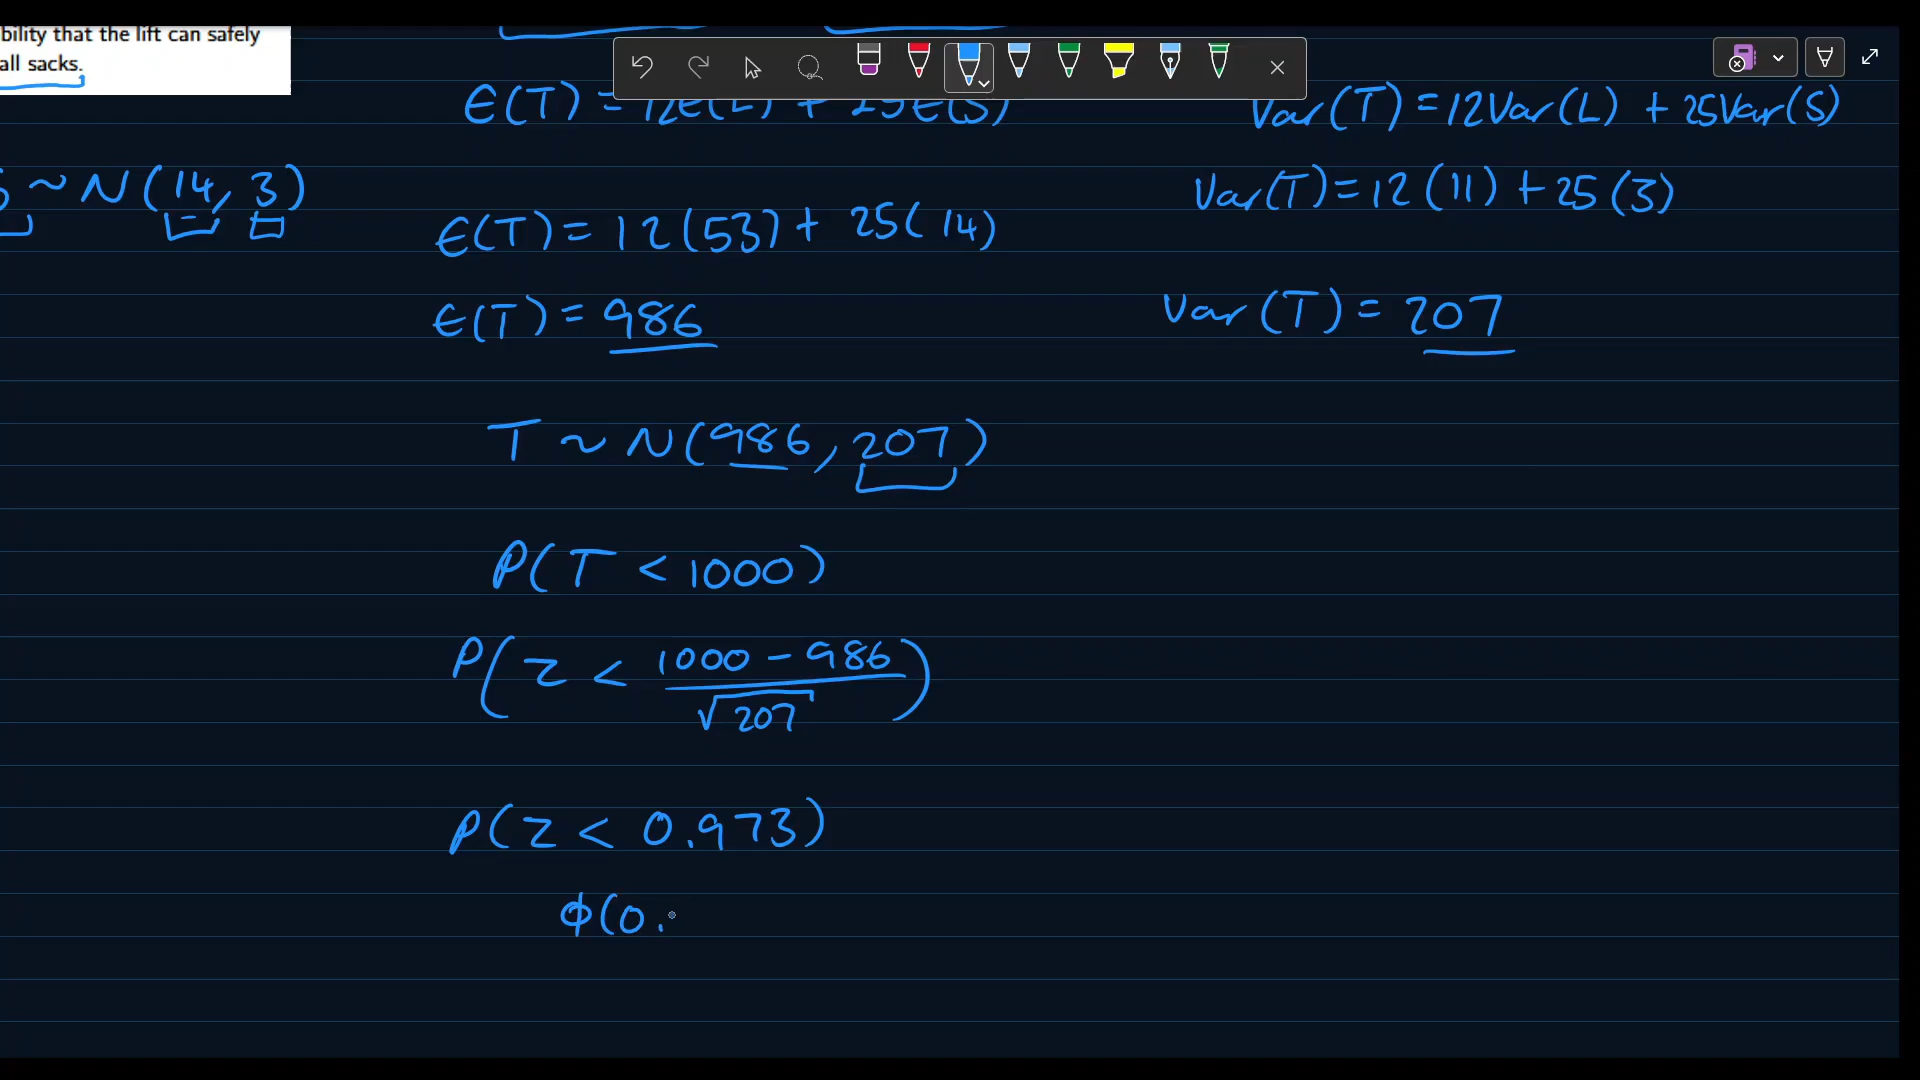 bility that the lift can safely
all sacks.
E(T) = 12E(L) + 25E(S)
Var(T) = 12Var(L) + 25Var(S)
S ~ N(14, 3)
Var(T) = 12(11) + 25(3)
E(T) = 12(53) + 25(14)
E(T) = 986
Var(T) = 207
T ~ N(986, 207)
P(T < 1000)
P(Z < (1000 - 986)/√207)
P(Z < 0.973)
Φ(0.